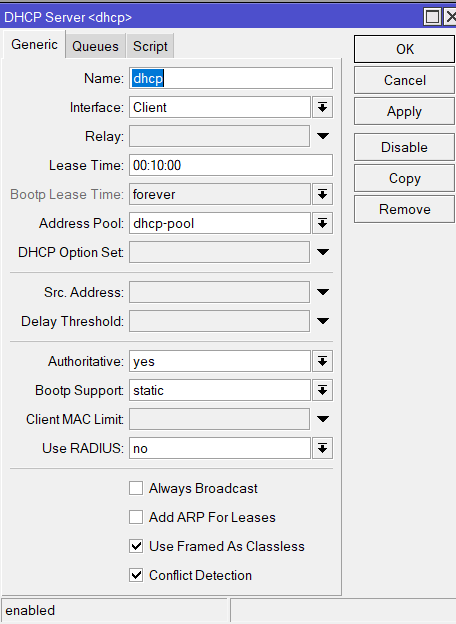 DHCP Server <dhcp>
Generic Queues Script
Name: dhcp
Interface: Client
Relay:
Lease Time: 00:10:00
Bootp Lease Time: forever
Address Pool: dhcp-pool
DHCP Option Set:
Src. Address:
Delay Threshold:
Authoritative: yes
Bootp Support: static
Client MAC Limit:
Use RADIUS: no
Always Broadcast
Add ARP For Leases
Use Framed As Classless
Conflict Detection
OK
Cancel
Apply
Disable
Copy
Remove
enabled